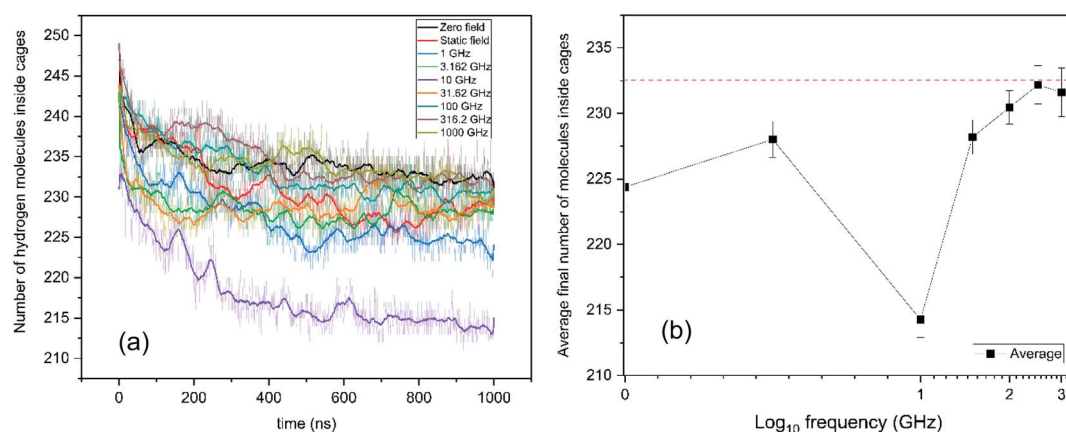 Number of hydrogen molecules inside cages
250
245
240
235
230
225
220
215
210
0
200
400
600
800
1000
time (ns)
(a)
Zero field
Static field
1 GHz
3.162 GHz
10 GHz
31.62 GHz
100 GHz
316.2 GHz
1000 GHz
Average final number of molecules inside cages
235
230
225
220
215
210
0
1
2
3
Log10 frequency (GHz)
(b)
Average